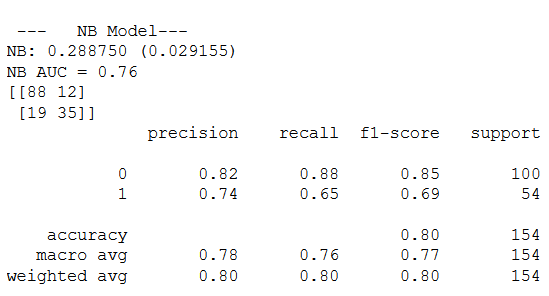 --- NB Model---
NB: 0.288750 (0.029155)
NB AUC = 0.76
[[88 12]
[19 35]]
precision recall f1-score support
0 0.82 0.88 0.85 100
1 0.74 0.65 0.69 54
accuracy 0.80 154
macro avg 0.78 0.76 0.77 154
weighted avg 0.80 0.80 0.80 154